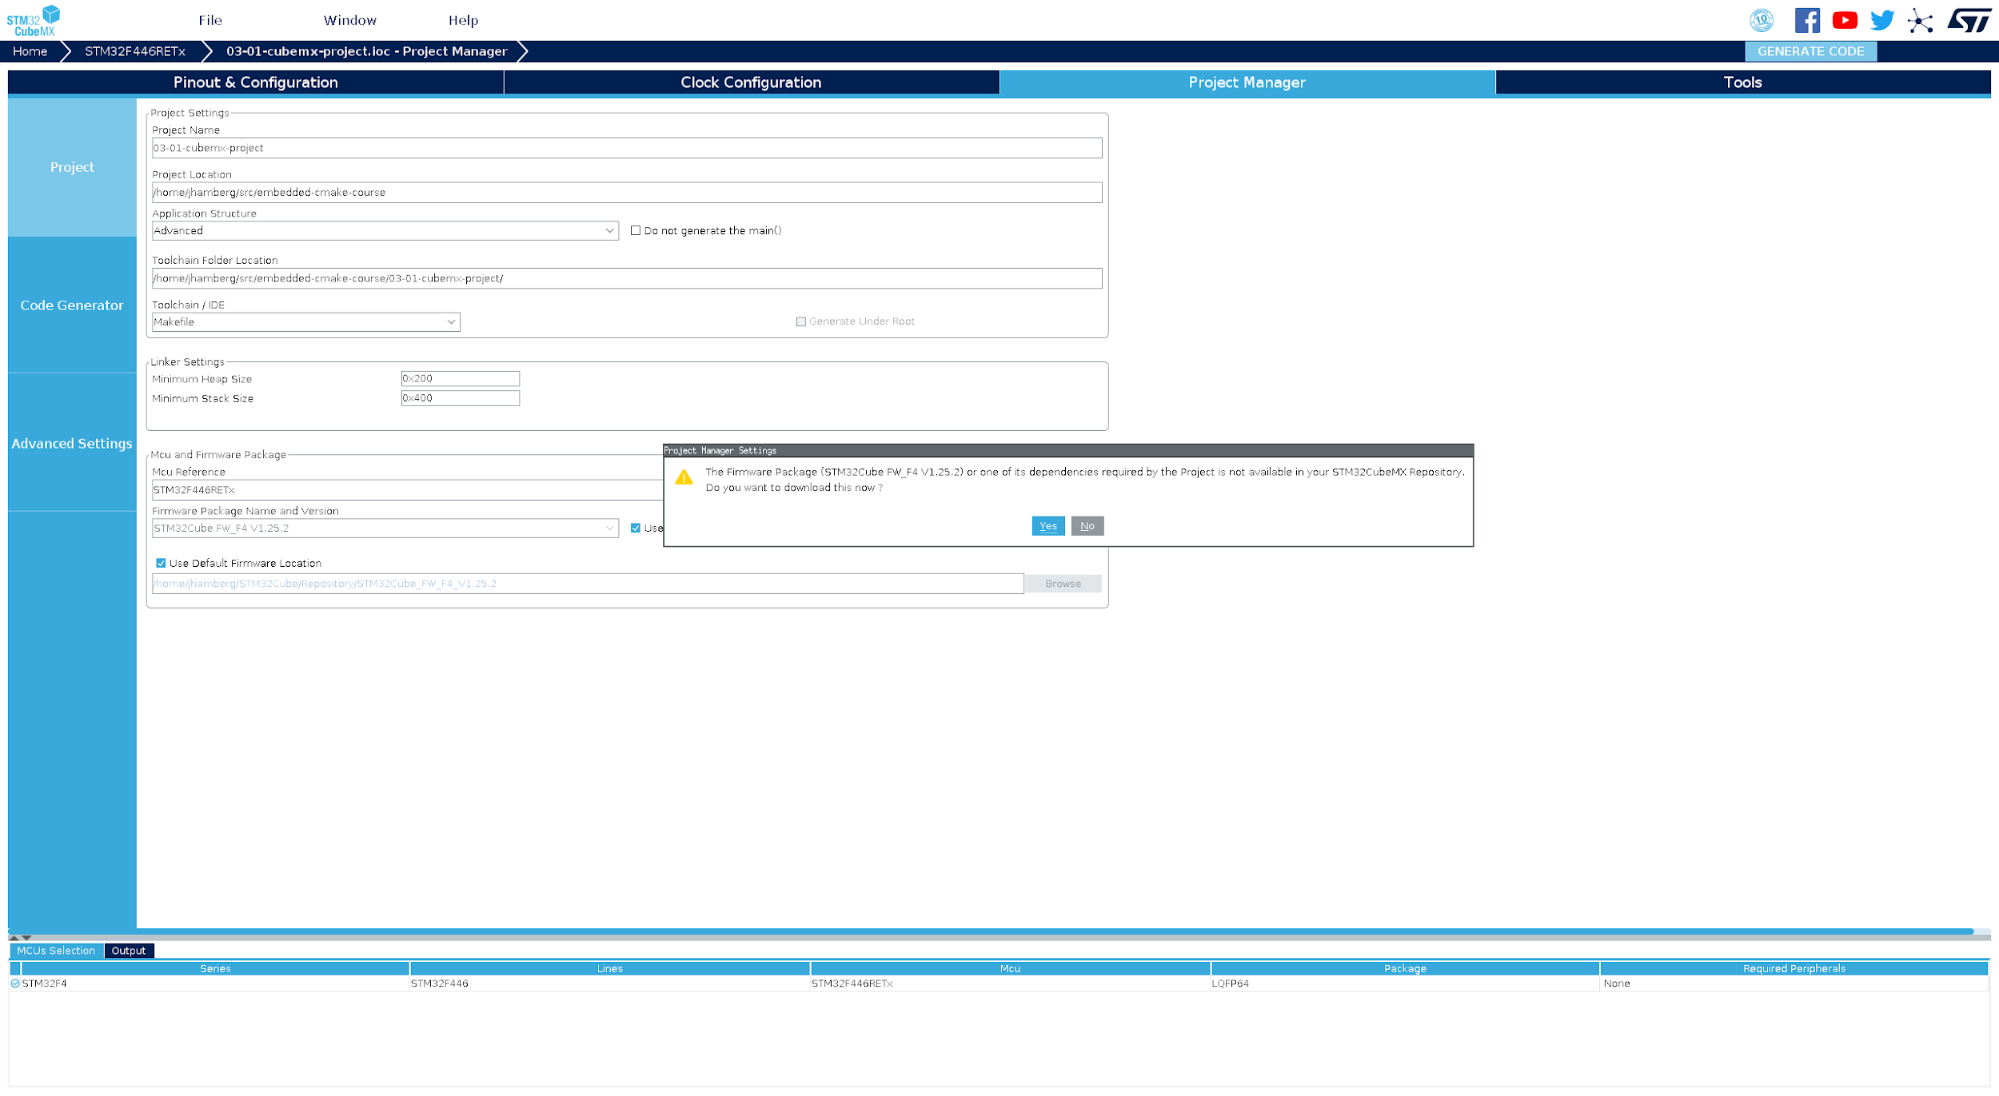 STM32
CubeMX
File
Window
Help
10
Home
STM32F446RETx
03-01-cubemx-project.ioc - Project Manager
GENERATE CODE
Pinout & Configuration
Clock Configuration
Project Manager
Tools
Project
Code Generator
Advanced Settings
Project Settings
Project Name
03-01-cubemx-project
Project Location
/home/jhamberg/src/embedded-cmake-course
Application Structure
Advanced
Do not generate the main()
Toolchain Folder Location
/home/jhamberg/src/embedded-cmake-course/03-01-cubemx-project/
Toolchain / IDE
Makefile
Generate Under Root
Linker Settings
Minimum Heap Size
0x200
Minimum Stack Size
0x400
Mcu and Firmware Package
Mcu Reference
STM32F446RETx
Firmware Package Name and Version
STM32Cube FW_F4 V1.25.2
Use
Use Default Firmware Location
/home/jhamberg/STM32Cube/Repository/STM32Cube_FW_F4_V1.25.2
Browse
Project Manager Settings
The Firmware Package (STM32Cube FW_F4 V1.25.2) or one of its dependencies required by the Project is not available in your STM32CubeMX Repository.
Do you want to download this now ?
Yes
No
MCUs Selection
Output
Series
Lines
Mcu
Package
Required Peripherals
STM32F4
STM32F446
STM32F446RETx
LQFP64
None